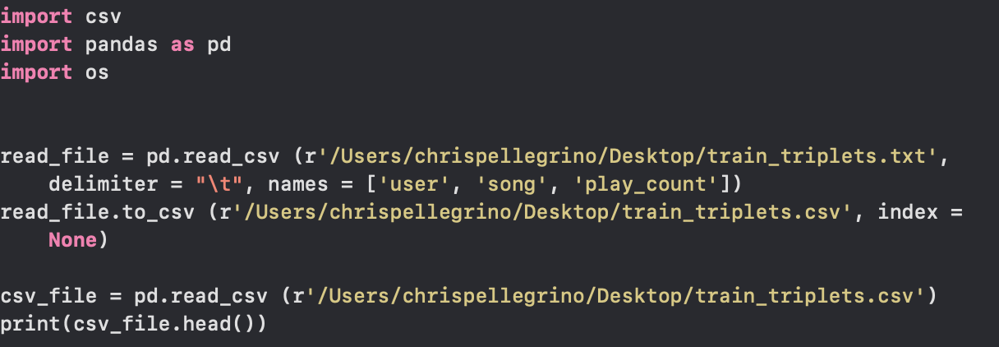 import csv
import pandas as pd
import os
read_file = pd.read_csv (r'/Users/chrispellegrino/Desktop/train_triplets.txt',
    delimiter = "\t", names = ['user', 'song', 'play_count'])
read_file.to_csv (r'/Users/chrispellegrino/Desktop/train_triplets.csv', index =
    None)
csv_file = pd.read_csv (r'/Users/chrispellegrino/Desktop/train_triplets.csv')
print(csv_file.head())